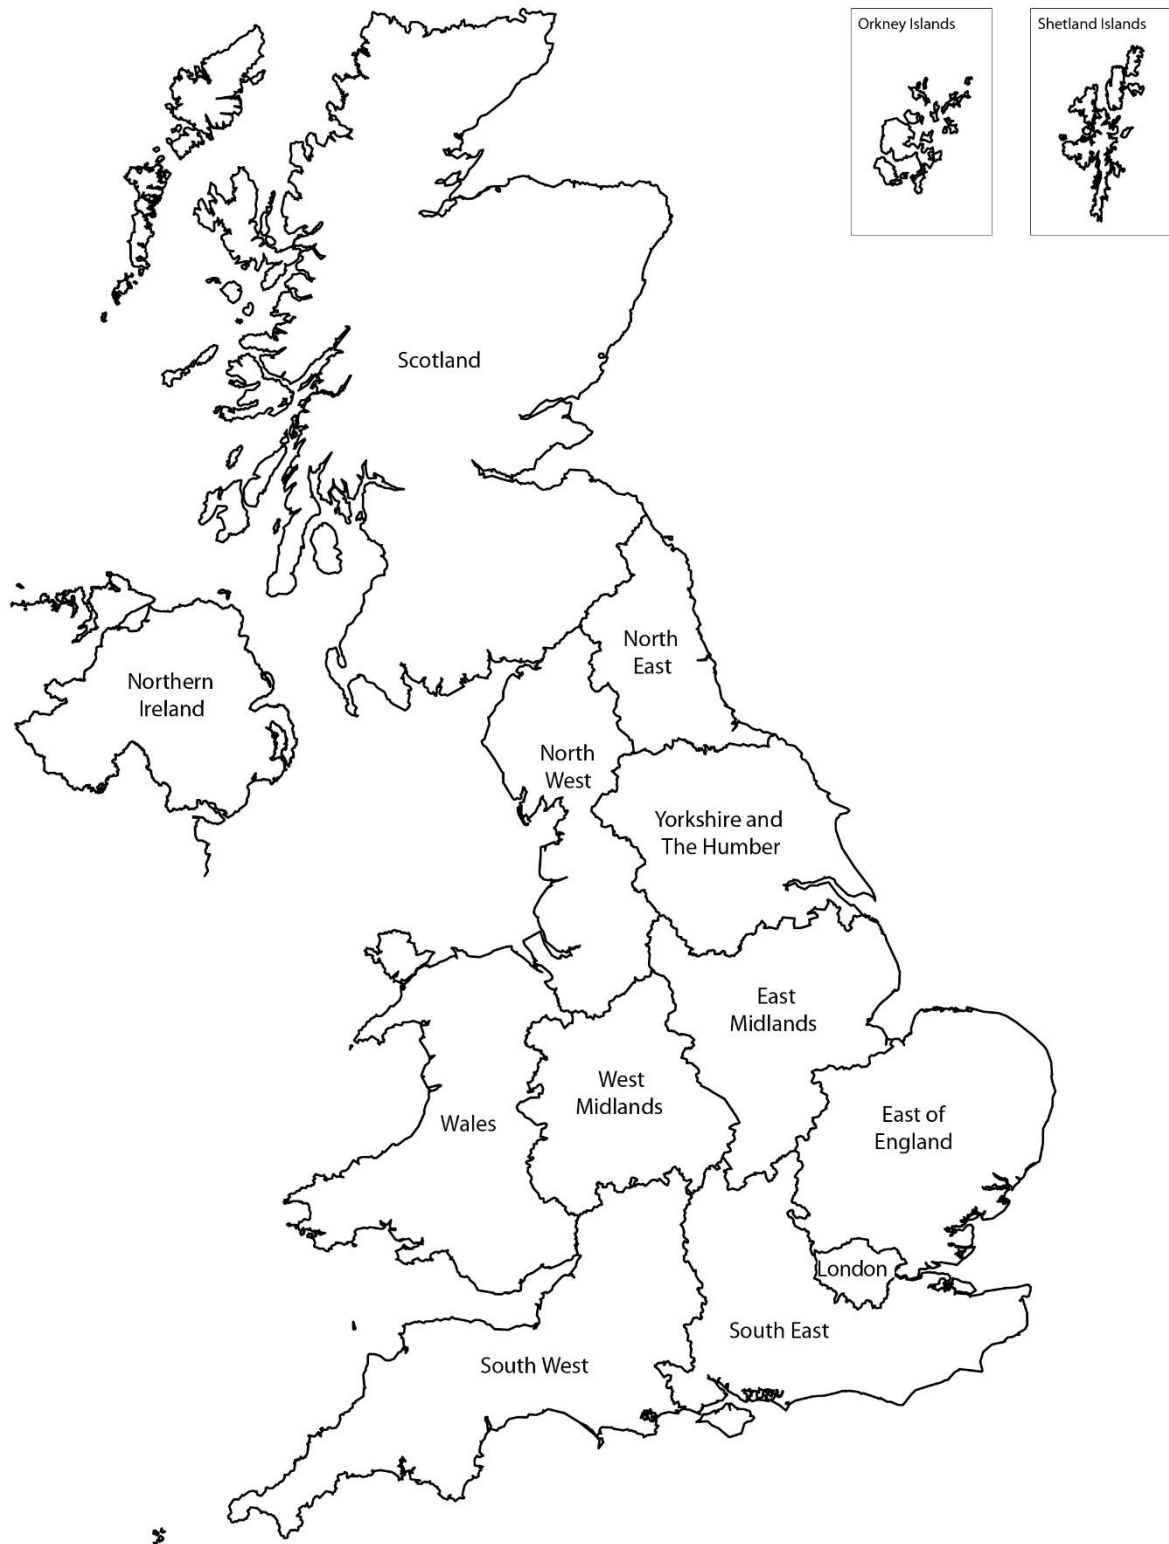 Orkney Islands
Shetland Islands
Scotland
North
East
Northern
Ireland
North
West
Yorkshire and
The Humber
East
Midlands
West
Midlands
Wales
East of
England
London
South East
South West